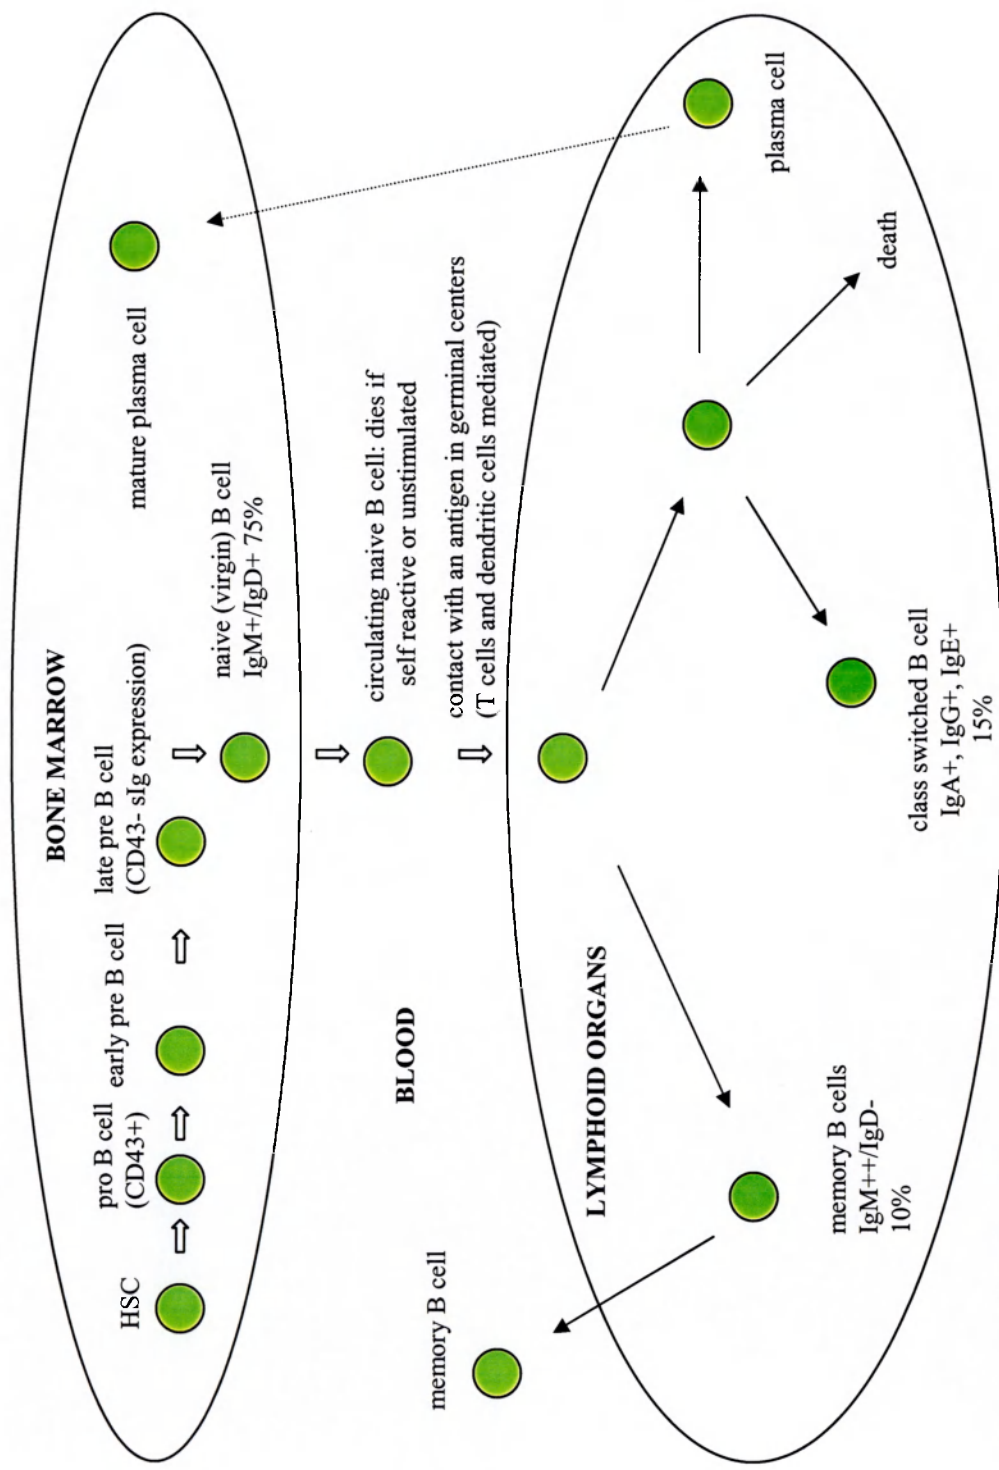 BONE MARROW
HSC
pro B cell
(CD43+)
early pre B cell
late pre B cell
(CD43- sIg expression)
mature plasma cell
naive (virgin) B cell
IgM+/IgD+ 75%
BLOOD
circulating naive B cell: dies if
self reactive or unstimulated
contact with an antigen in germinal centers
(T cells and dendritic cells mediated)
memory B cell
LYMPHOID ORGANS
plasma cell
death
memory B cells
IgM++/IgD-
10%
class switched B cell
IgA+, IgG+, IgE+
15%